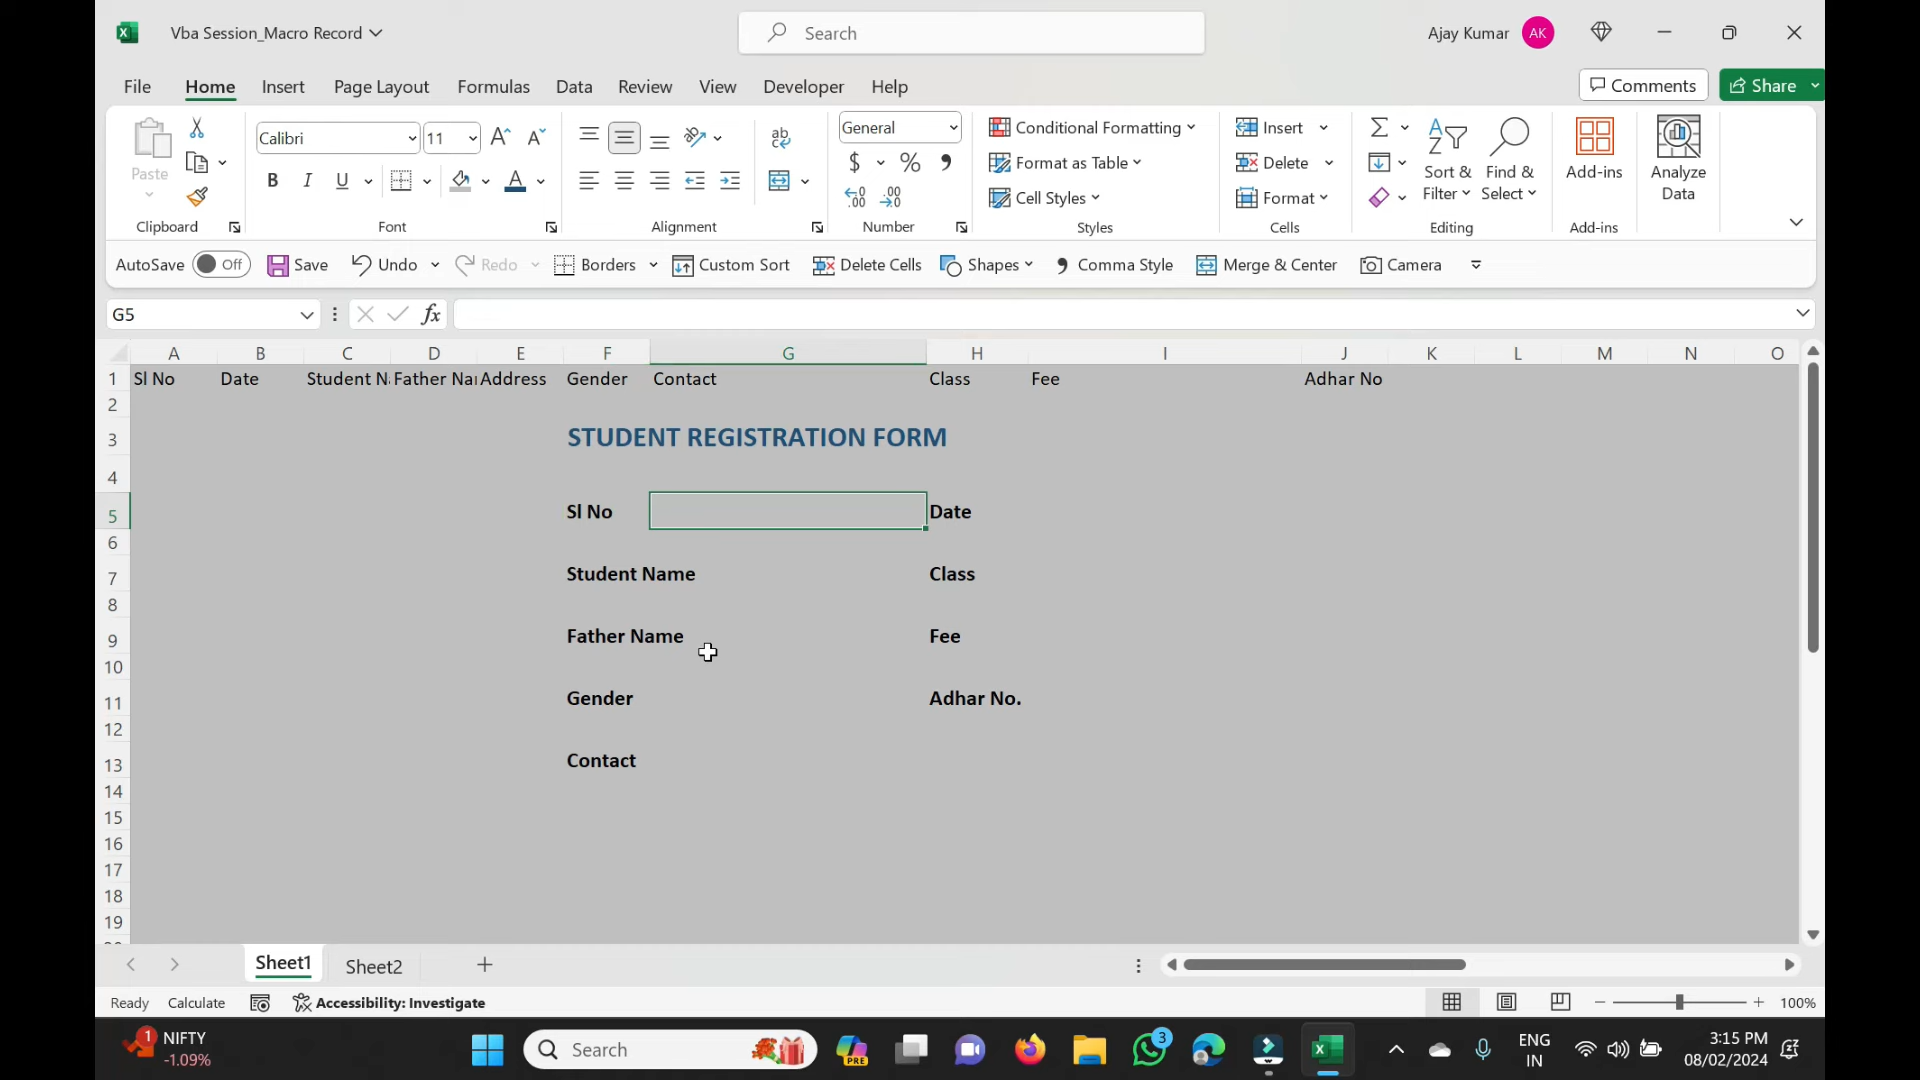 Vba Session_Macro Record
Search
Ajay Kumar AK
File Home Insert Page Layout Formulas Data Review View Developer Help
Comments Share
Paste
Clipboard
Calibri 11
B I U A
Font
ab
Alignment
General
$ % 9
Number
Conditional Formatting
Format as Table
Cell Styles
Styles
Insert
Delete
Format
Cells
Sort & Filter
Find & Select
Editing
Add-ins
Add-ins
Analyze Data
AutoSave Off Save Undo Redo Borders Custom Sort Delete Cells Shapes Comma Style Merge & Center Camera
G5 fx
A B C D E F G H I J K L M N O
1 Sl No Date Student N Father Na Address Gender Contact Class Fee Adhar No
2
3 STUDENT REGISTRATION FORM
4
5 Sl No Date
6
7 Student Name Class
8
9 Father Name Fee
10
11 Gender Adhar No.
12
13 Contact
14
15
16
17
18
19
Sheet1 Sheet2
Ready Calculate Accessibility: Investigate 100%
1 NIFTY
-1.09%
Search PRE 3
ENG
IN
3:15 PM
08/02/2024